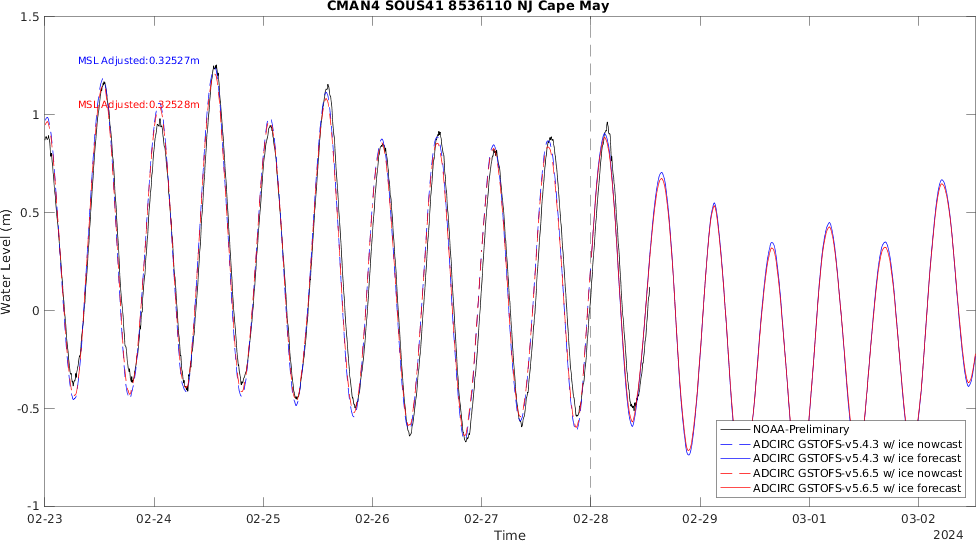 CMAN4 SOUS41 8536110 NJ Cape May
MSL Adjusted:0.32527m
MSL Adjusted:0.32528m
Water Level (m)
1.5
1
0.5
0
-0.5
-1
02-23
02-24
02-25
02-26
02-27
02-28
02-29
03-01
03-02
Time
2024
NOAA-Preliminary
ADCIRC GSTOFS-v5.4.3 w/ ice nowcast
ADCIRC GSTOFS-v5.4.3 w/ ice forecast
ADCIRC GSTOFS-v5.6.5 w/ ice nowcast
ADCIRC GSTOFS-v5.6.5 w/ ice forecast